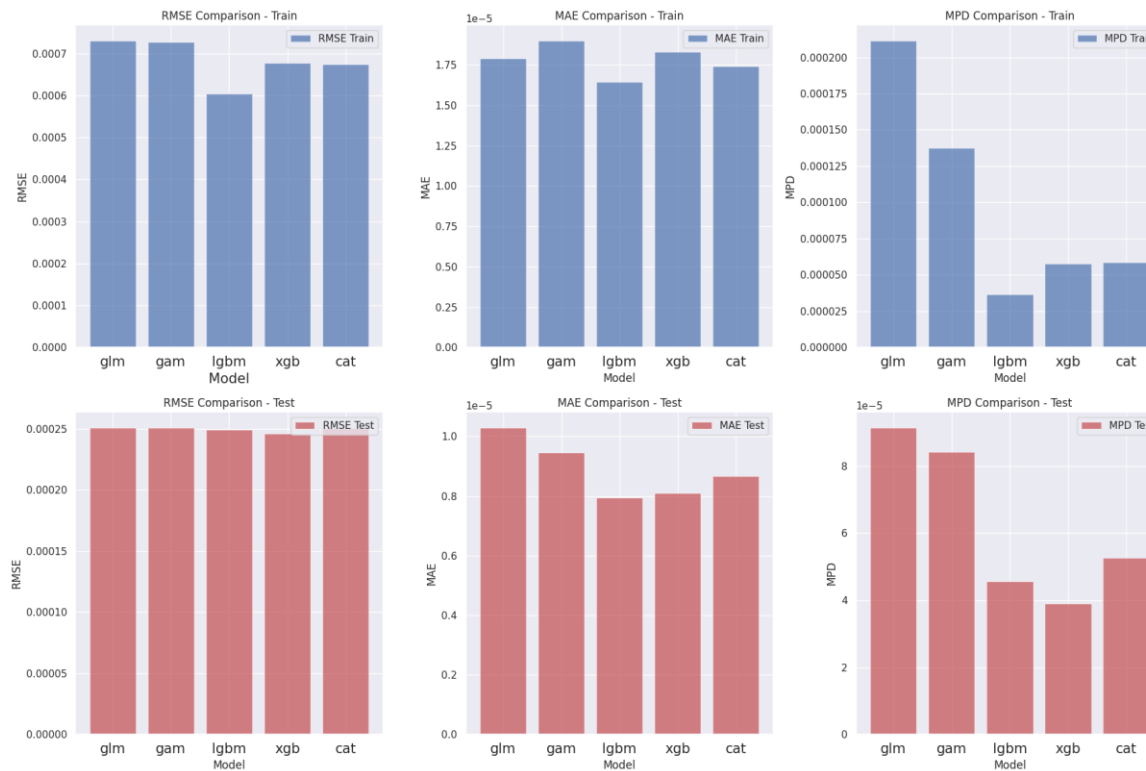 RMSE Comparison - Train
RMSE Train
0.0007
0.0006
0.0005
0.0004
0.0003
0.0002
0.0001
0.0000
RMSE
glm gam lgbm xgb cat
Model
MAE Comparison - Train
1e-5
MAE Train
1.75
1.50
1.25
1.00
0.75
0.50
0.25
0.00
MAE
glm gam lgbm xgb cat
Model
MPD Comparison - Train
MPD Trai
0.000200
0.000175
0.000150
0.000125
0.000100
0.000075
0.000050
0.000025
0.000000
MPD
glm gam lgbm xgb cat
Model
RMSE Comparison - Test
RMSE Test
0.00025
0.00020
0.00015
0.00010
0.00005
0.00000
RMSE
glm gam lgbm xgb cat
Model
MAE Comparison - Test
1e-5
MAE Test
1.0
0.8
0.6
0.4
0.2
0.0
MAE
glm gam lgbm xgb cat
Model
MPD Comparison - Test
1e-5
MPD Te
8
6
4
2
0
MPD
glm gam lgbm xgb cat
Model